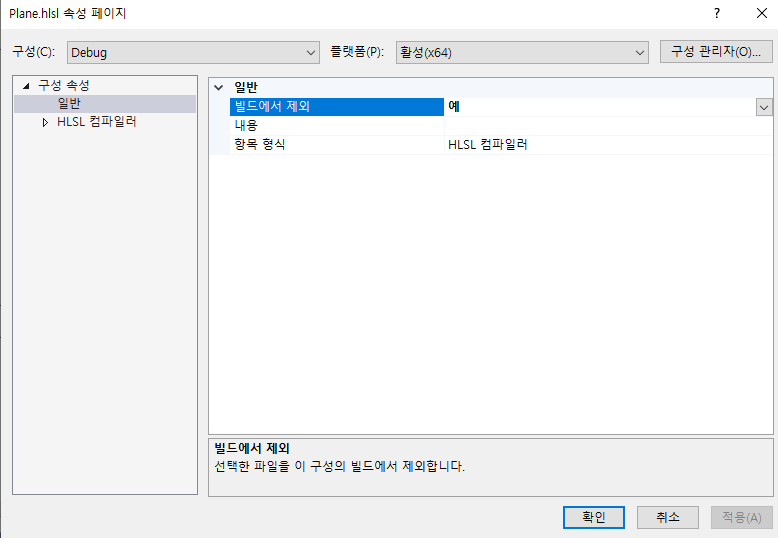 Plane.hlsl 속성 페이지
구성(C): Debug 플랫폼(P): 활성(x64) 구성 관리자(O)...
구성 속성
일반
HLSL 컴파일러
일반
빌드에서 제외 예
내용
항목 형식 HLSL 컴파일러
빌드에서 제외
선택한 파일을 이 구성의 빌드에서 제외합니다.
확인 취소 적용(A)